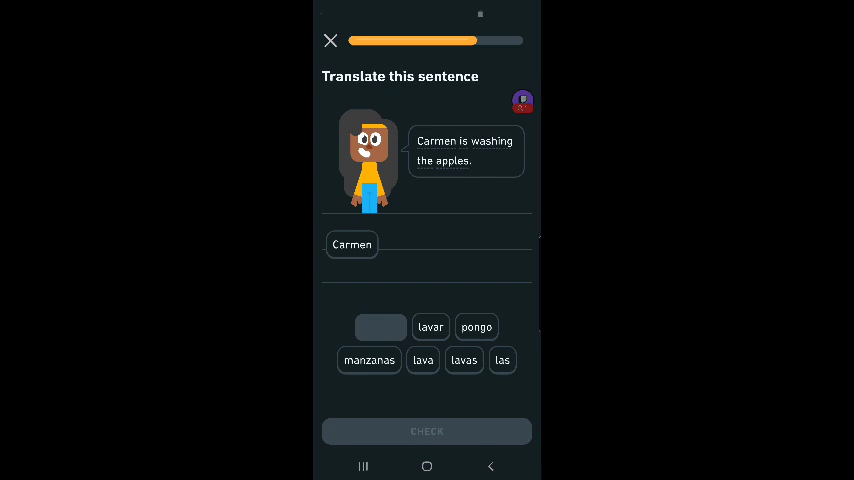 Translate this sentence
Carmen is washing
the apples.
Carmen
lavar pongo
manzanas lava lavas las
CHECK